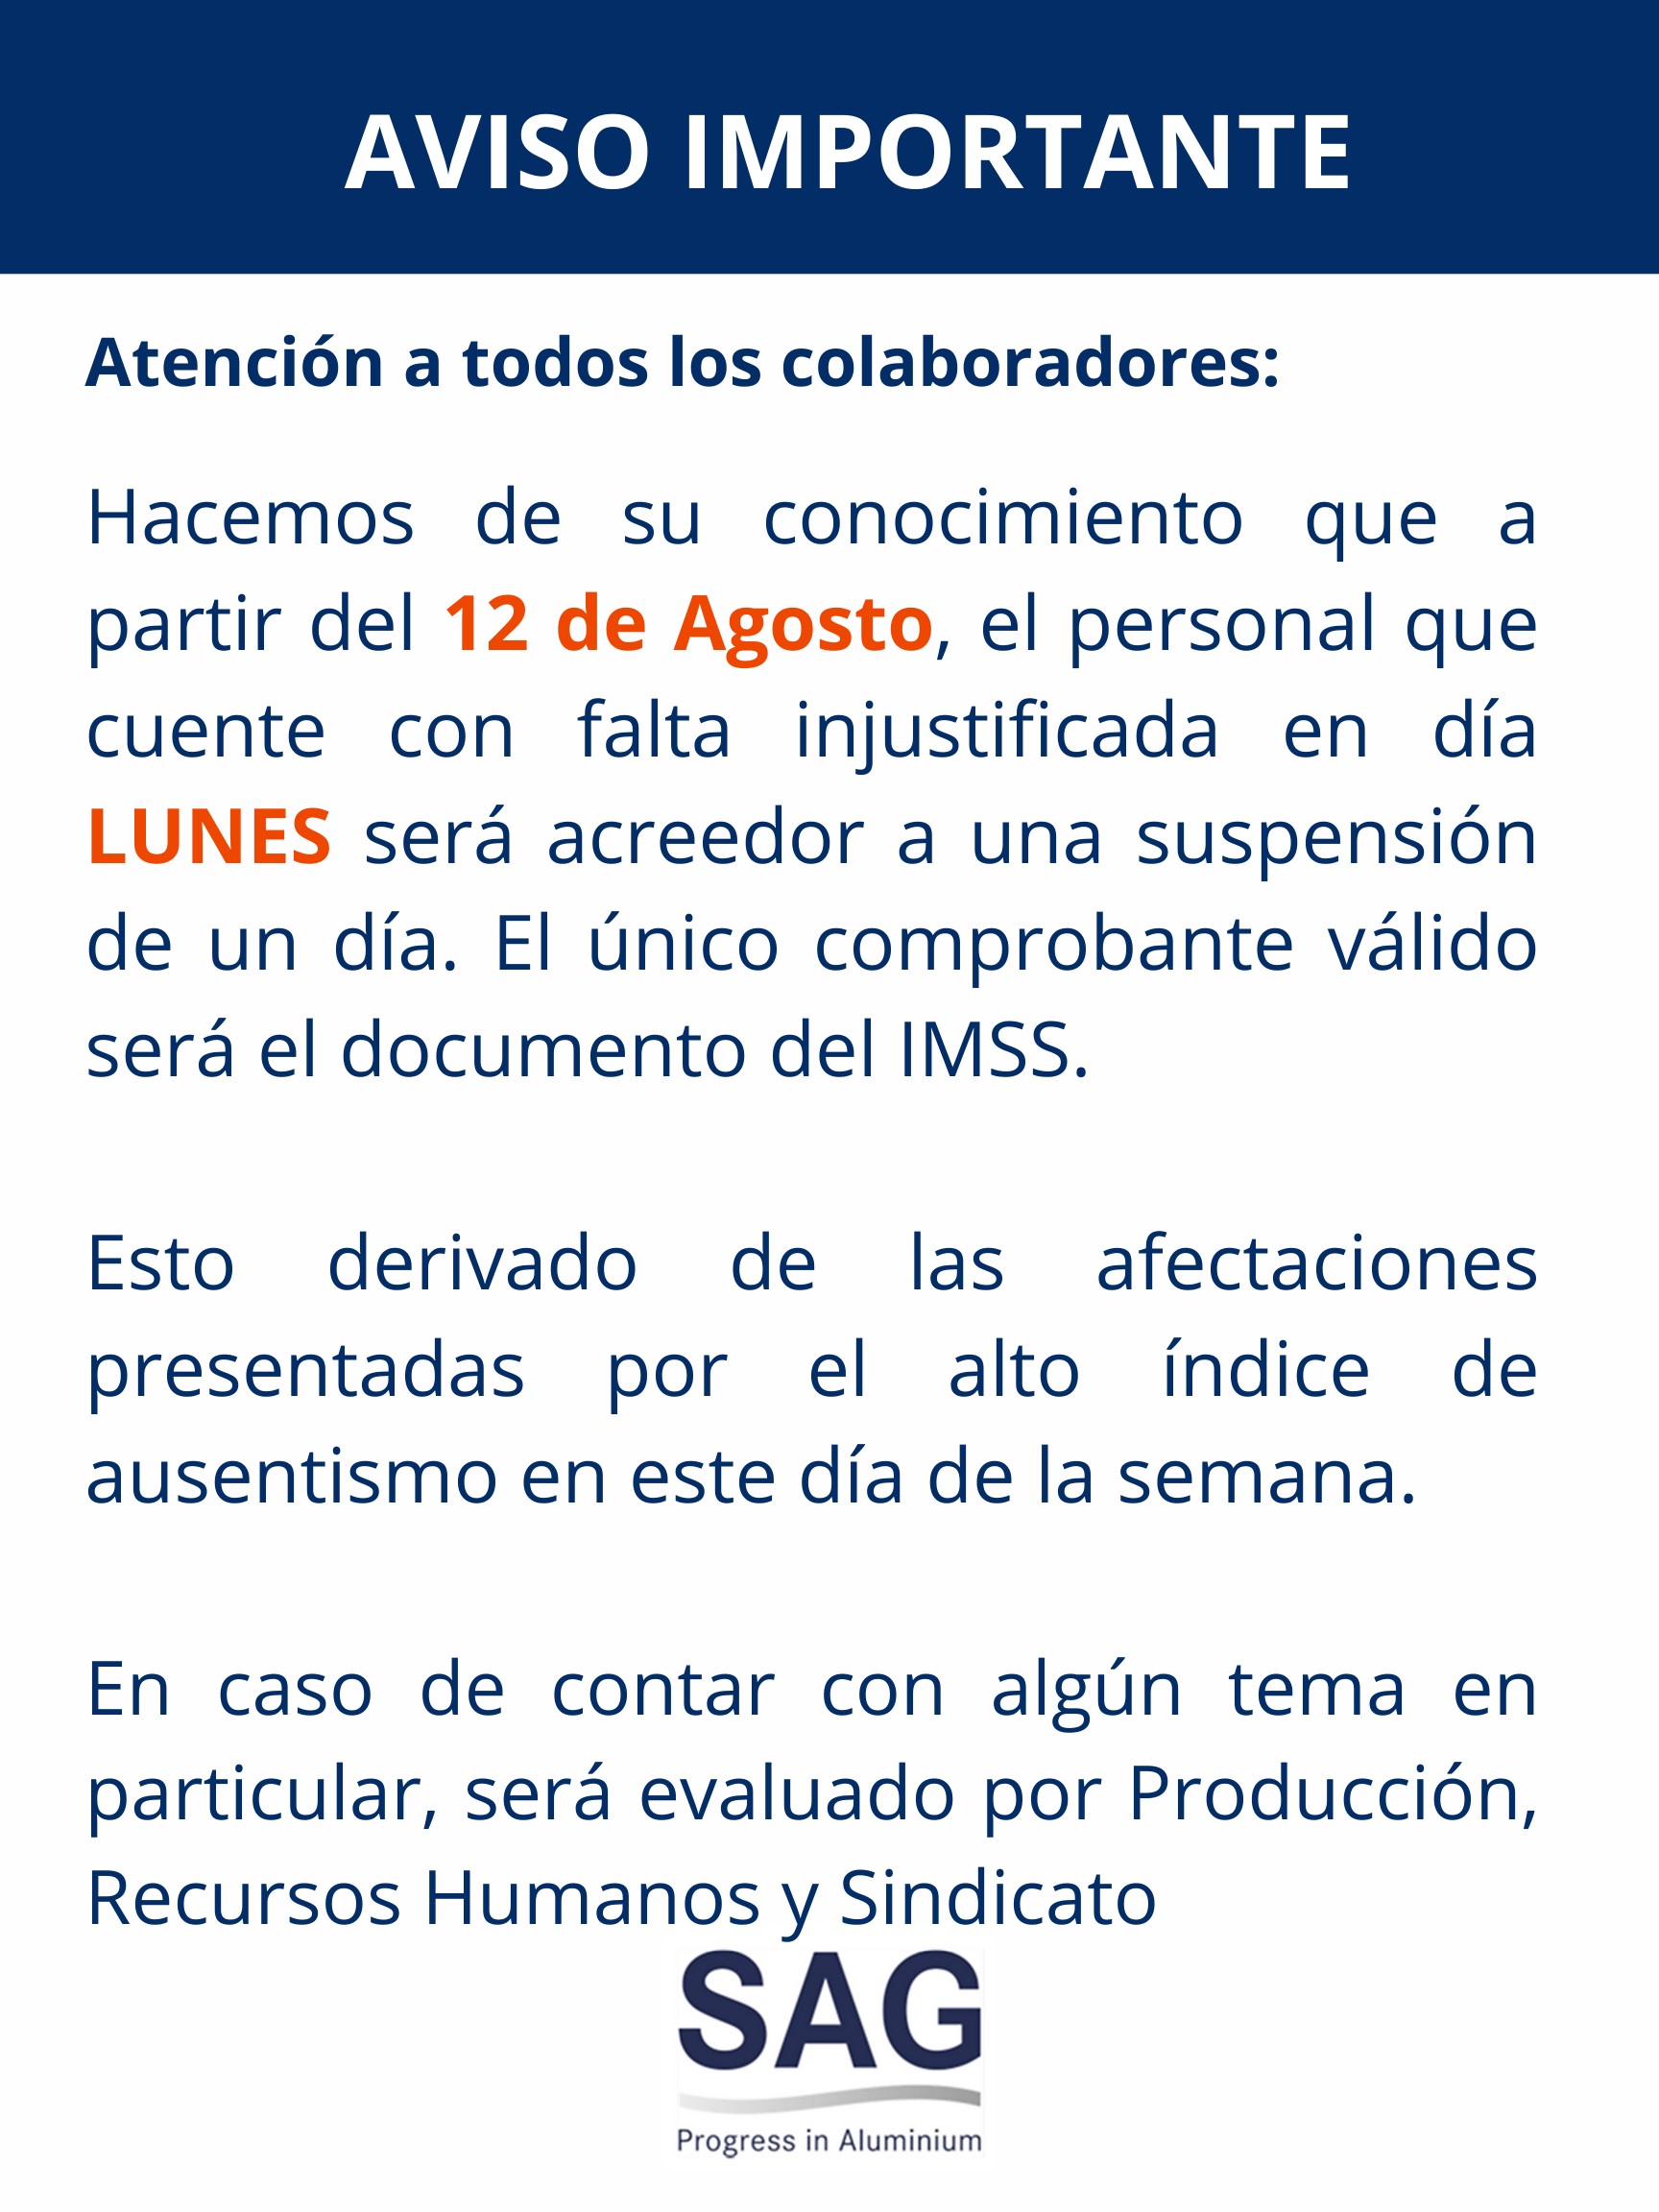 AVISO IMPORTANTE
Atención a todos los colaboradores:
Hacemos de su conocimiento que a
partir del 12 de Agosto, el personal que
cuente con falta injustificada en día
LUNES será acreedor a una suspensión
de un día. El único comprobante válido
será el documento del IMSS.
Esto derivado de las afectaciones
presentadas por el alto índice de
ausentismo en este día de la semana.
En caso de contar con algún tema en
particular, será evaluado por Producción,
Recursos Humanos y Sindicato
SAG
Progress in Aluminium